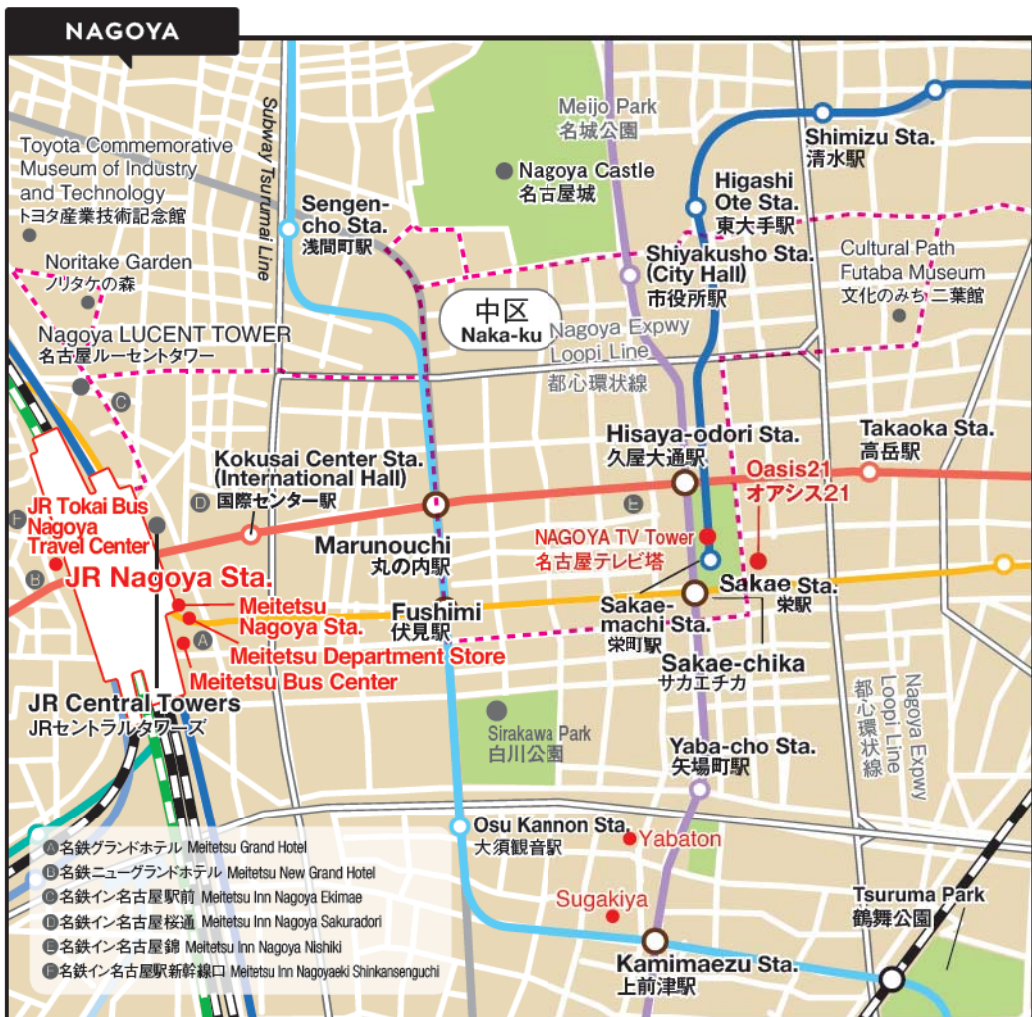 NAGOYA
Subway Tsurumai Line
Meijo Park
名城公園
Shimizu Sta.
清水駅
Toyota Commemorative
Museum of Industry
and Technology
トヨタ産業技術記念館
Nagoya Castle
名古屋城
Higashi
Ote Sta.
東大手駅
Sengen-
cho Sta.
浅間町駅
Noritake Garden
ノリタケの森
Shiyakusho Sta.
(City Hall)
市役所駅
Cultural Path
Futaba Museum
文化のみち 二葉館
中区
Naka-ku
Nagoya Expwy
Loopi Line
都心環状線
Nagoya LUCENT TOWER
名古屋ルーセントタワー
C
Hisaya-odori Sta.
久屋大通駅
Takaoka Sta.
高岳駅
Kokusai Center Sta.
(International Hall)
国際センター駅
D
E
Oasis21
オアシス21
F
JR Tokai Bus
Nagoya
Travel Center
B
Marunouchi
丸の内駅
NAGOYA TV Tower
名古屋テレビ塔
JR Nagoya Sta.
Meitetsu
Nagoya Sta.
Fushimi
伏見駅
Sakae-
machi Sta.
栄町駅
Sakae Sta.
栄駅
A
Meitetsu Department Store
Meitetsu Bus Center
Sakae-chika
サカエチカ
JR Central Towers
JRセントラルタワーズ
Sirakawa Park
白川公園
Nagoya Expwy
Loopi Line
都心環状線
Yaba-cho Sta.
矢場町駅
Osu Kannon Sta.
大須観音駅
Yabaton
Sugakiya
Tsuruma Park
鶴舞公園
Kamimaezu Sta.
上前津駅
A 名鉄グランドホテル Meitetsu Grand Hotel
B 名鉄ニューグランドホテル Meitetsu New Grand Hotel
C 名鉄イン名古屋駅前 Meitetsu Inn Nagoya Ekimae
D 名鉄イン名古屋桜通 Meitetsu Inn Nagoya Sakuradori
E 名鉄イン名古屋錦 Meitetsu Inn Nagoya Nishiki
F 名鉄イン名古屋駅新幹線口 Meitetsu Inn Nagoyaeki Shinkansenguchi